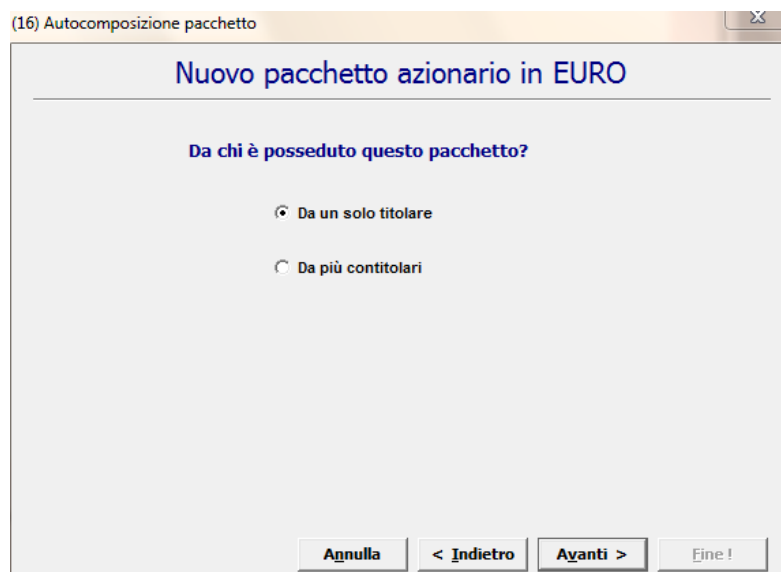 (16) Autocomposizione pacchetto
Nuovo pacchetto azionario in EURO
Da chi è posseduto questo pacchetto?
Da un solo titolare
Da più contitolari
Annulla < Indietro Avanti > Fine !